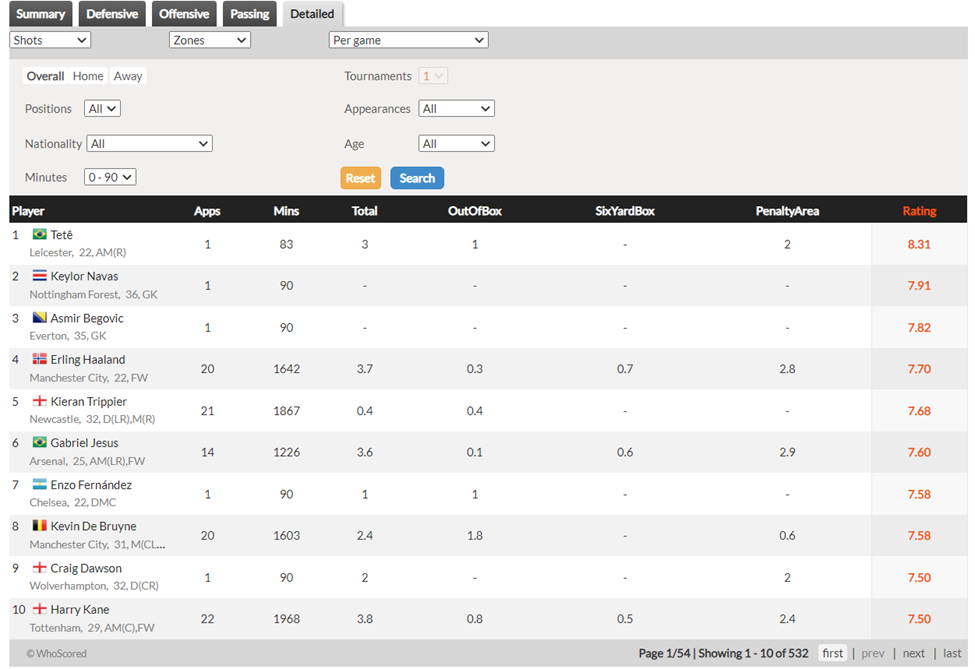 Summary Defensive Offensive Passing Detailed
Shots Zones Per game
Overall Home Away Tournaments 1
Positions All Appearances All
Nationality All Age All
Minutes 0 - 90 Reset Search
Player Apps Mins Total OutOfBox SixYardBox PenaltyArea Rating
1 Tetê 1 83 3 1 - 2 8.31
Leicester, 22, AM(R)
2 Keylor Navas 1 90 - - - - 7.91
Nottingham Forest, 36, GK
3 Asmir Begovic 1 90 - - - - 7.82
Everton, 35, GK
4 Erling Haaland 20 1642 3.7 0.3 0.7 2.8 7.70
Manchester City, 22, FW
5 Kieran Trippier 21 1867 0.4 0.4 - - 7.68
Newcastle, 32, D(LR),M(R)
6 Gabriel Jesus 14 1226 3.6 0.1 0.6 2.9 7.60
Arsenal, 25, AM(LR),FW
7 Enzo Fernández 1 90 1 1 - - 7.58
Chelsea, 22, DMC
8 Kevin De Bruyne 20 1603 2.4 1.8 - 0.6 7.58
Manchester City, 31, M(CL...
9 Craig Dawson 1 90 2 - - 2 7.50
Wolverhampton, 32, D(CR)
10 Harry Kane 22 1968 3.8 0.8 0.5 2.4 7.50
Tottenham, 29, AM(C),FW
© WhoScored Page 1/54 | Showing 1 - 10 of 532 first | prev | next | last